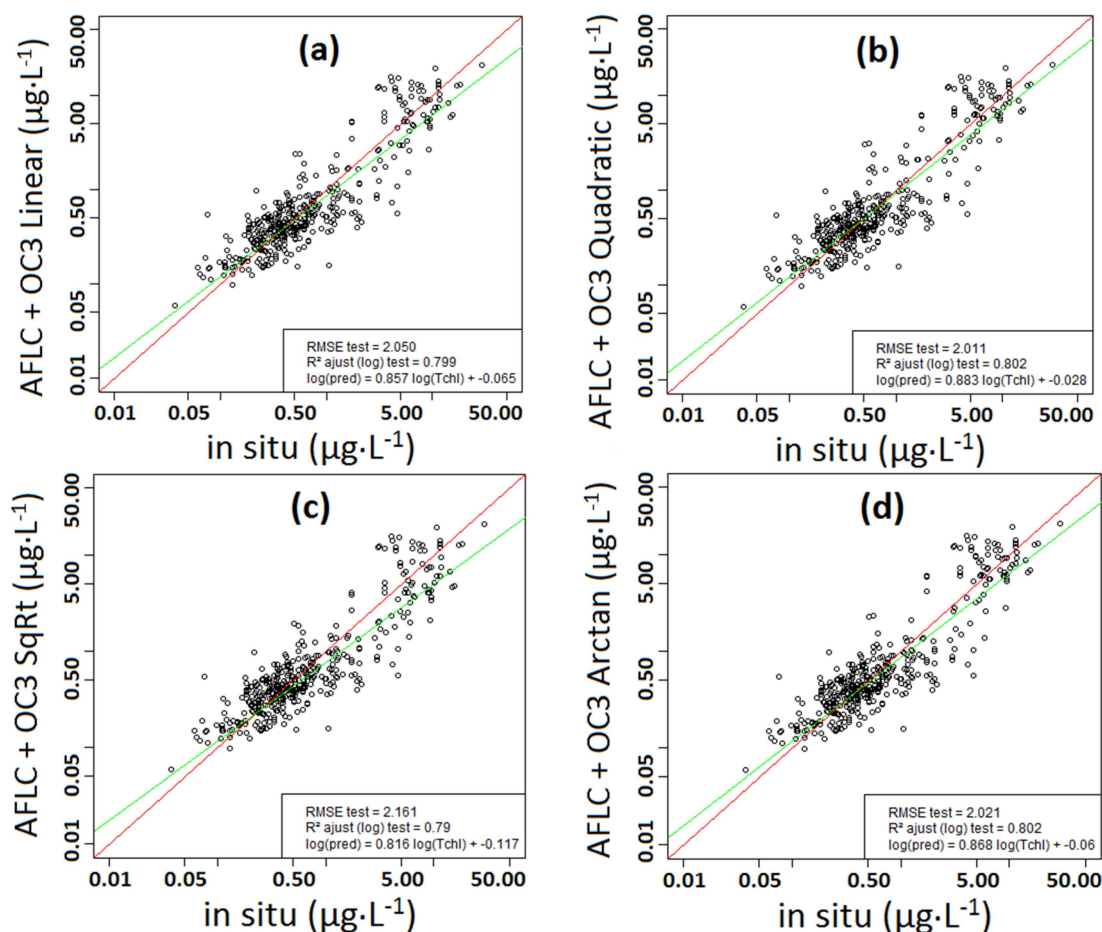 (a)
AFLC + OC3 Linear (µg·L⁻¹)
50.00
5.00
0.50
0.05
0.01
RMSE test = 2.050
R² ajust (log) test = 0.799
log(pred) = 0.857 log(Tchl) + -0.065
0.01 0.05 0.50 5.00 50.00
in situ (µg·L⁻¹)
(b)
AFLC + OC3 Quadratic (µg·L⁻¹)
50.00
5.00
0.50
0.05
0.01
RMSE test = 2.011
R² ajust (log) test = 0.802
log(pred) = 0.883 log(Tchl) + -0.028
0.01 0.05 0.50 5.00 50.00
in situ (µg·L⁻¹)
(c)
AFLC + OC3 SqRt (µg·L⁻¹)
50.00
5.00
0.50
0.05
0.01
RMSE test = 2.161
R² ajust (log) test = 0.79
log(pred) = 0.816 log(Tchl) + -0.117
0.01 0.05 0.50 5.00 50.00
in situ (µg·L⁻¹)
(d)
AFLC + OC3 Arctan (µg·L⁻¹)
50.00
5.00
0.50
0.05
0.01
RMSE test = 2.021
R² ajust (log) test = 0.802
log(pred) = 0.868 log(Tchl) + -0.06
0.01 0.05 0.50 5.00 50.00
in situ (µg·L⁻¹)